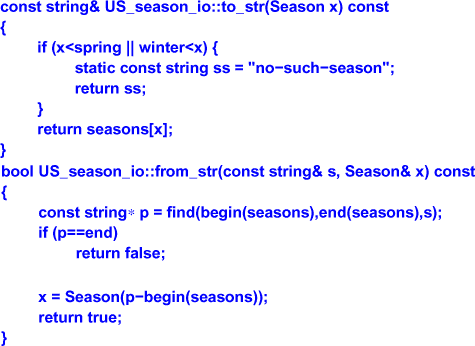 const string& US_season_io::to_str(Season x) const
{
if (x<spring || winter<x) {
static const string ss = "no−such−season";
return ss;
}
return seasons[x];
}
bool US_season_io::from_str(const string& s, Season& x) const
{
const string∗ p = find(begin(seasons),end(seasons),s);
if (p==end)
return false;
x = Season(p−begin(seasons));
return true;
}